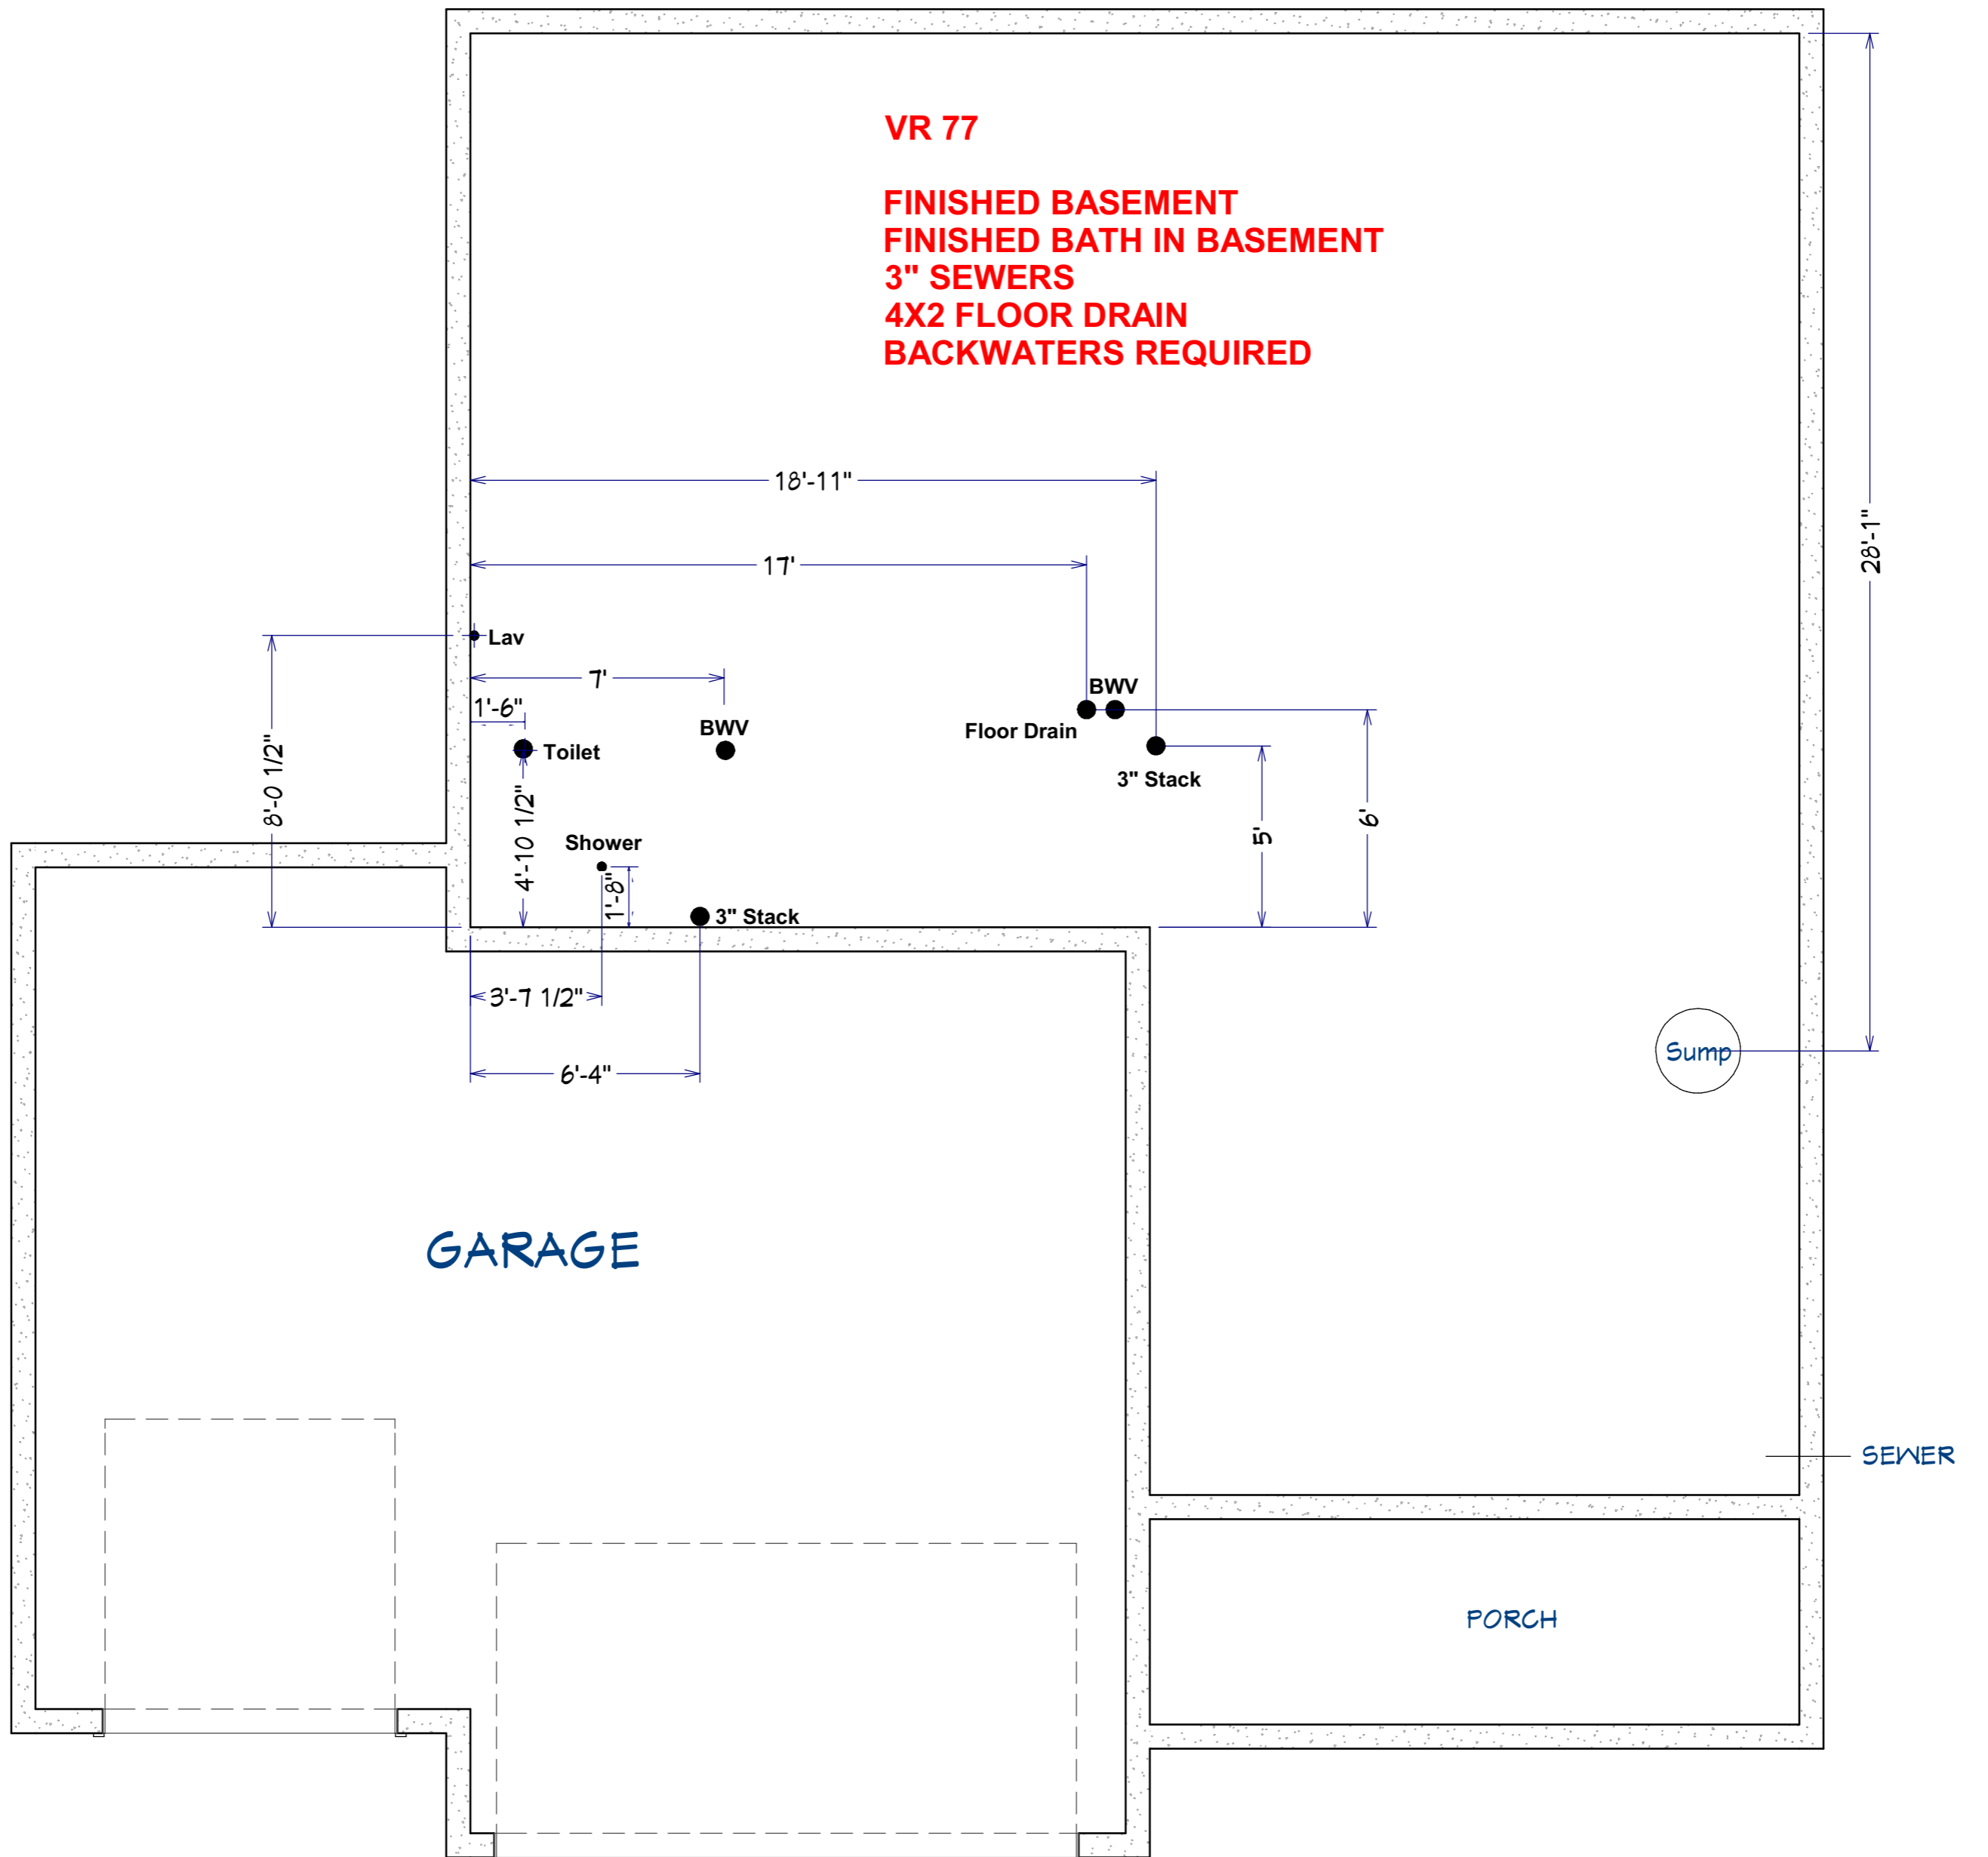 VR 77
FINISHED BASEMENT
FINISHED BATH IN BASEMENT
3" SEWERS
4X2 FLOOR DRAIN
BACKWATERS REQUIRED
18'-11"
28'-1"
17'
Lav
7'
BWV
1'-6"
BWV
Floor Drain
Toilet
3" Stack
8'-0 1/2"
4'-10 1/2"
5'
6'
Shower
1'-8"
3" Stack
3'-7 1/2"
Sump
6'-4"
GARAGE
SEWER
PORCH